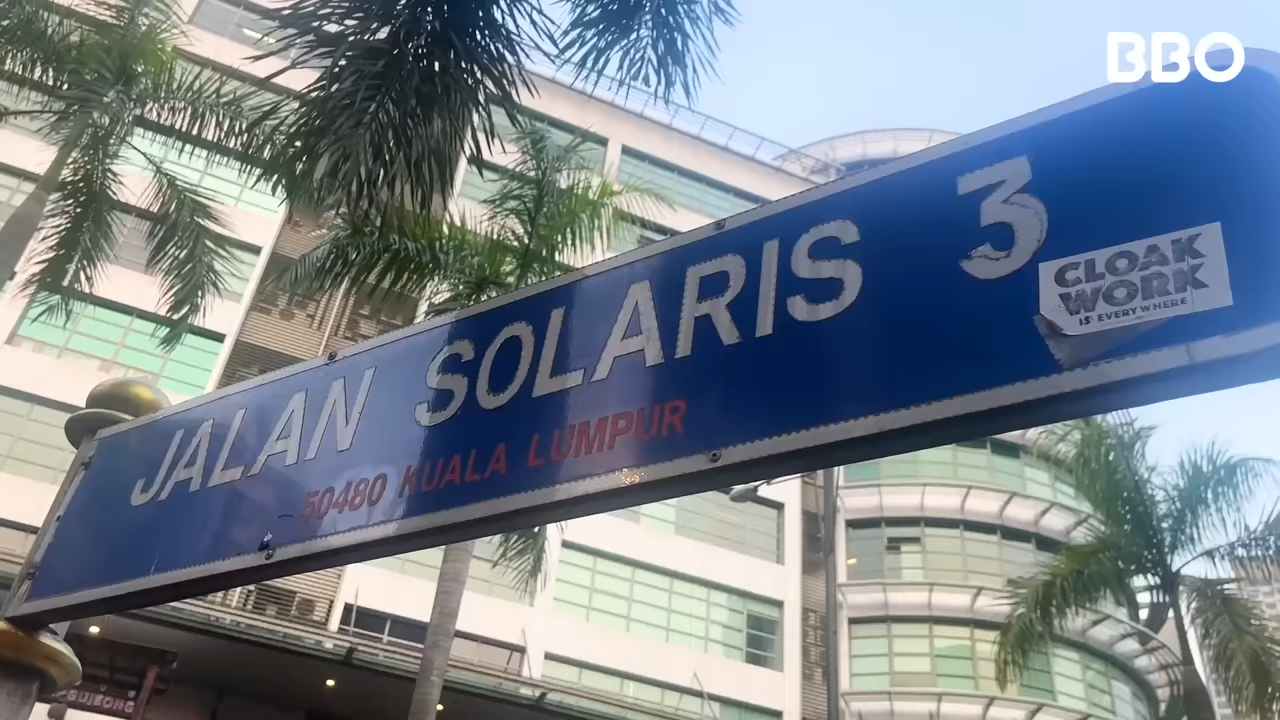 BBO
JALAN SOLARIS 3
50480 KUALA LUMPUR
CLOAK
WORK
IS EVERYWHERE